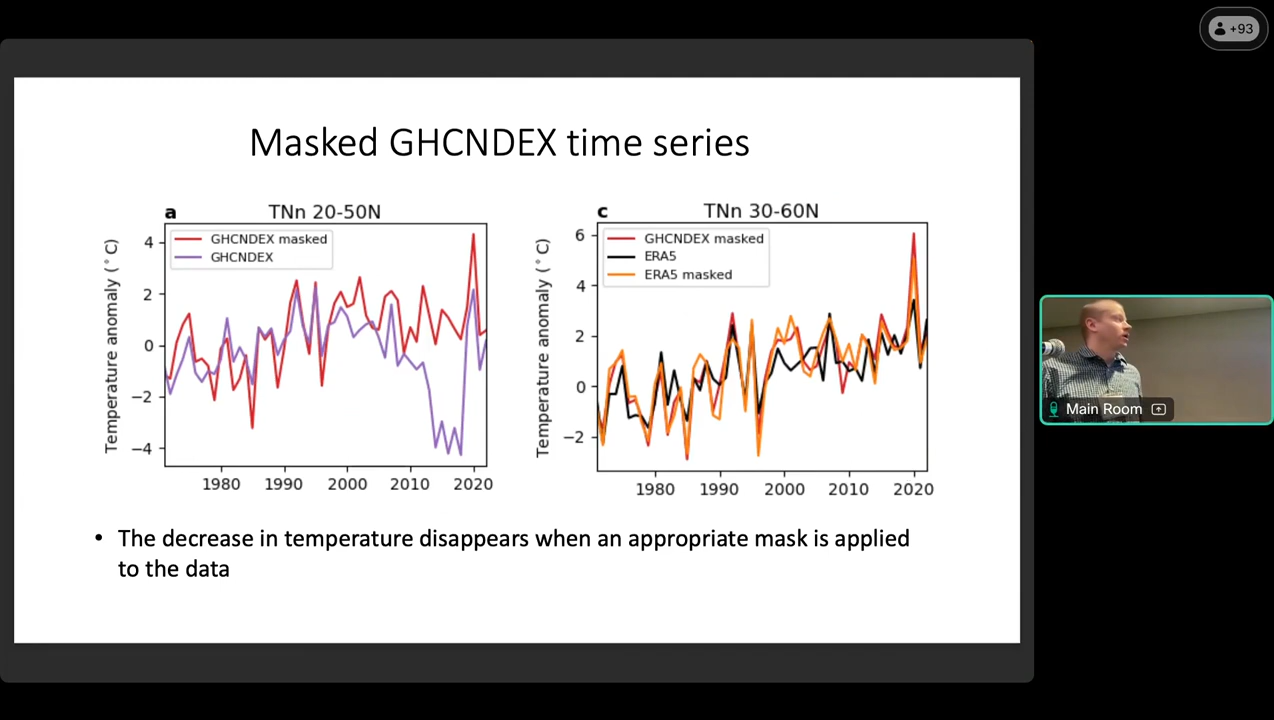 +93
Masked GHCNDEX time series
a
TNn 20-50N
Temperature anomaly (°C)
4
2
0
−2
−4
GHCNDEX masked
GHCNDEX
1980 1990 2000 2010 2020
c
TNn 30-60N
Temperature anomaly (°C)
6
4
2
0
−2
GHCNDEX masked
ERA5
ERA5 masked
1980 1990 2000 2010 2020
• The decrease in temperature disappears when an appropriate mask is applied
to the data
Main Room